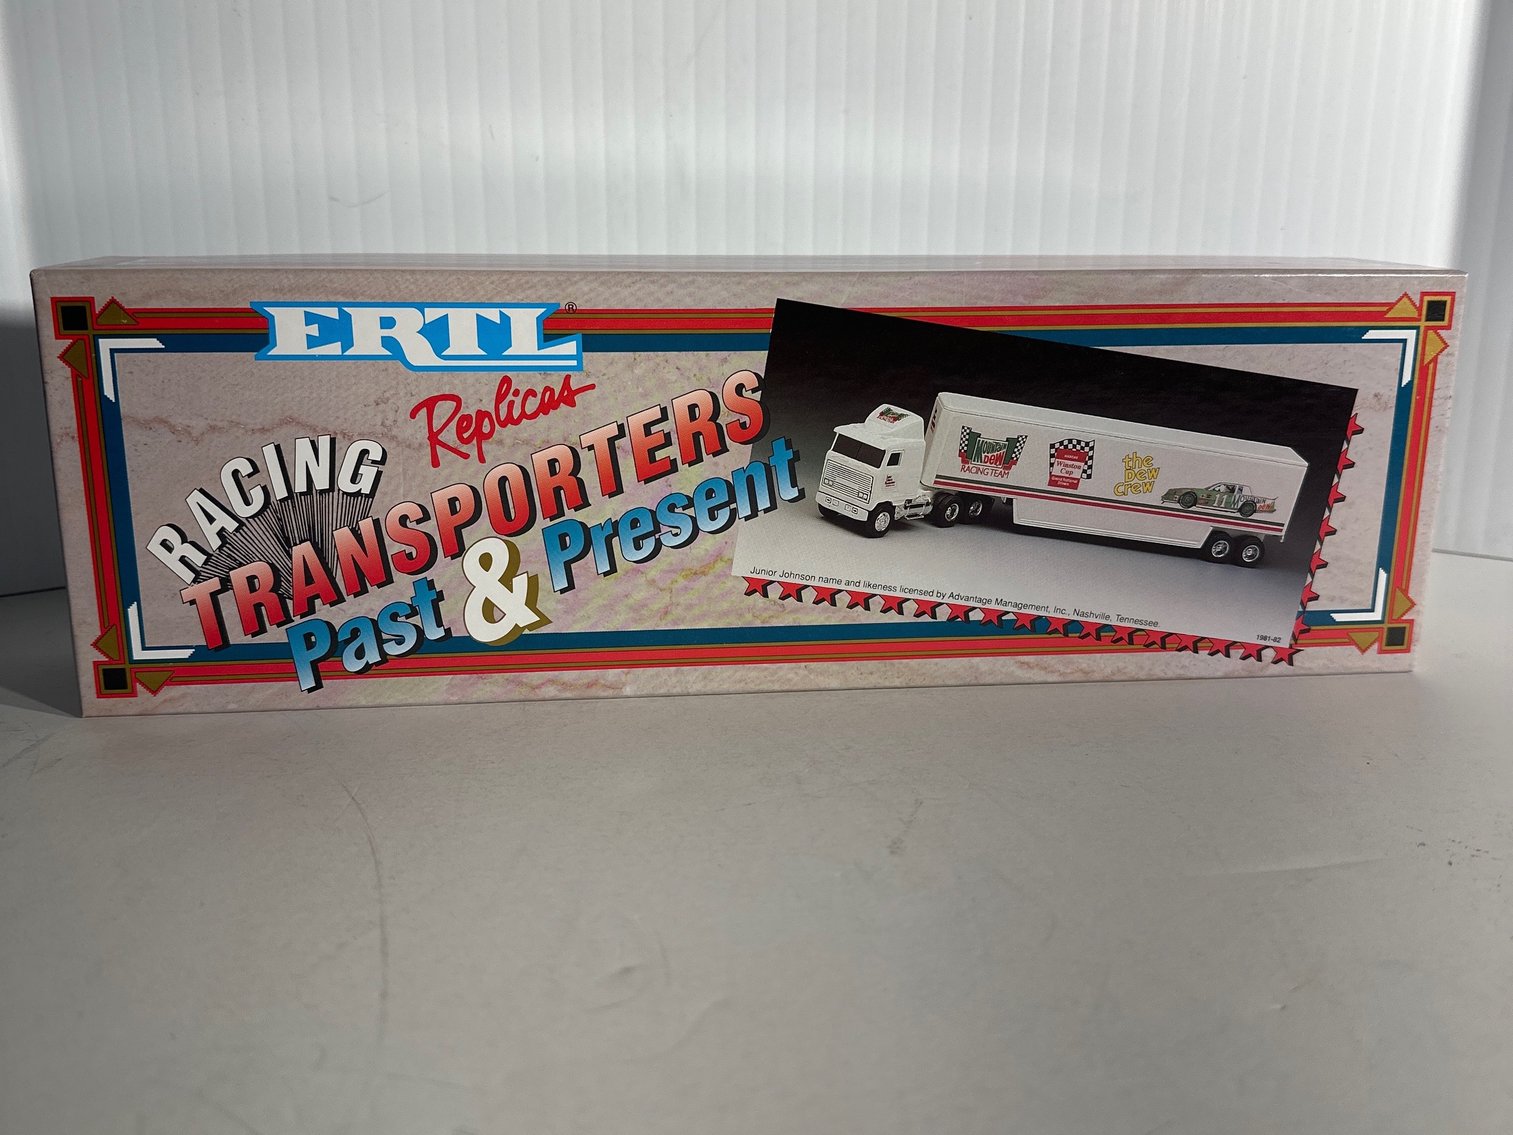 ERTL®
Replicas
RACING
TRANSPORTERS
Past & Present
MOUNTAIN
DEW
RACING TEAM
Winston
Cup
the
Dew
crew
11
Junior Johnson name and likeness licensed by Advantage Management, Inc., Nashville, Tennessee.
1981-82